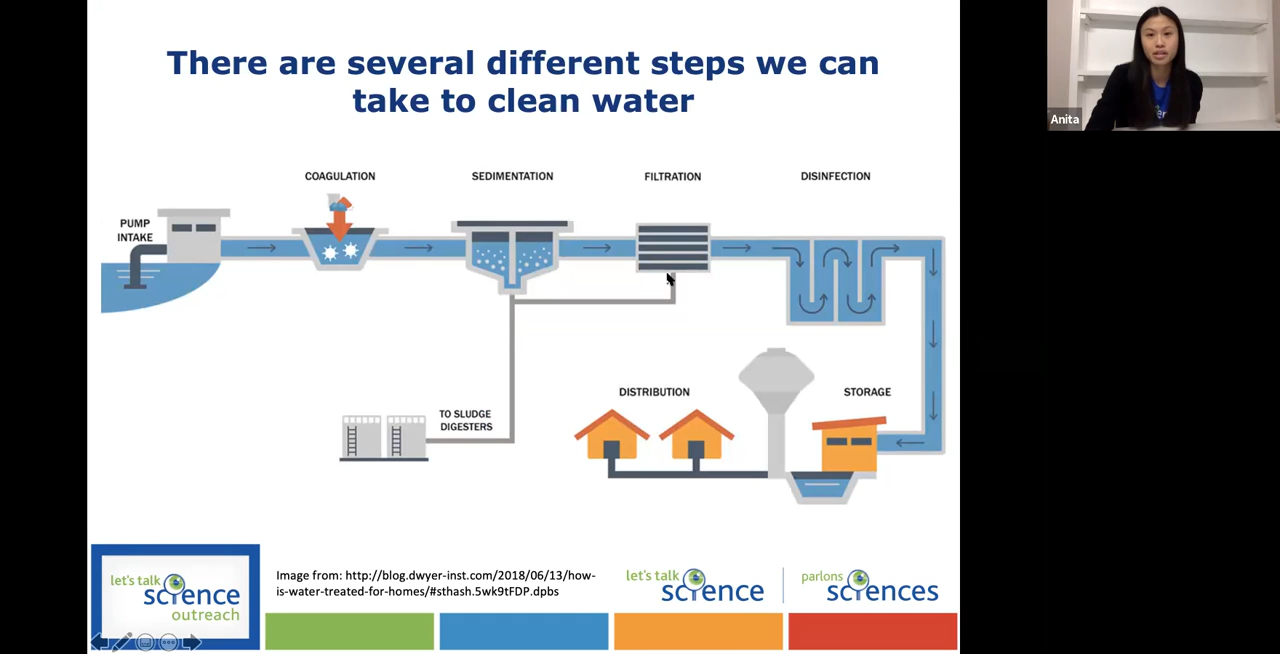 There are several different steps we can
take to clean water
Anita
COAGULATION
SEDIMENTATION
FILTRATION
DISINFECTION
PUMP
INTAKE
TO SLUDGE
DIGESTERS
DISTRIBUTION
STORAGE
let's talk
science
outreach
Image from: http://blog.dwyer-inst.com/2018/06/13/how-
is-water-treated-for-homes/#sthash.5wk9tFDP.dpbs
let's talk
science
parlons
sciences